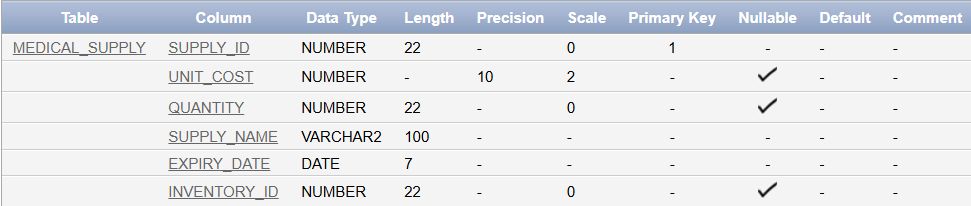 Table Column Data Type Length Precision Scale Primary Key Nullable Default Comment
MEDICAL_SUPPLY SUPPLY_ID NUMBER 22 - 0 1 - - -
UNIT_COST NUMBER - 10 2 - ✓ - -
QUANTITY NUMBER 22 - 0 - ✓ - -
SUPPLY_NAME VARCHAR2 100 - - - - - -
EXPIRY_DATE DATE 7 - - - - - -
INVENTORY_ID NUMBER 22 - 0 - ✓ - -